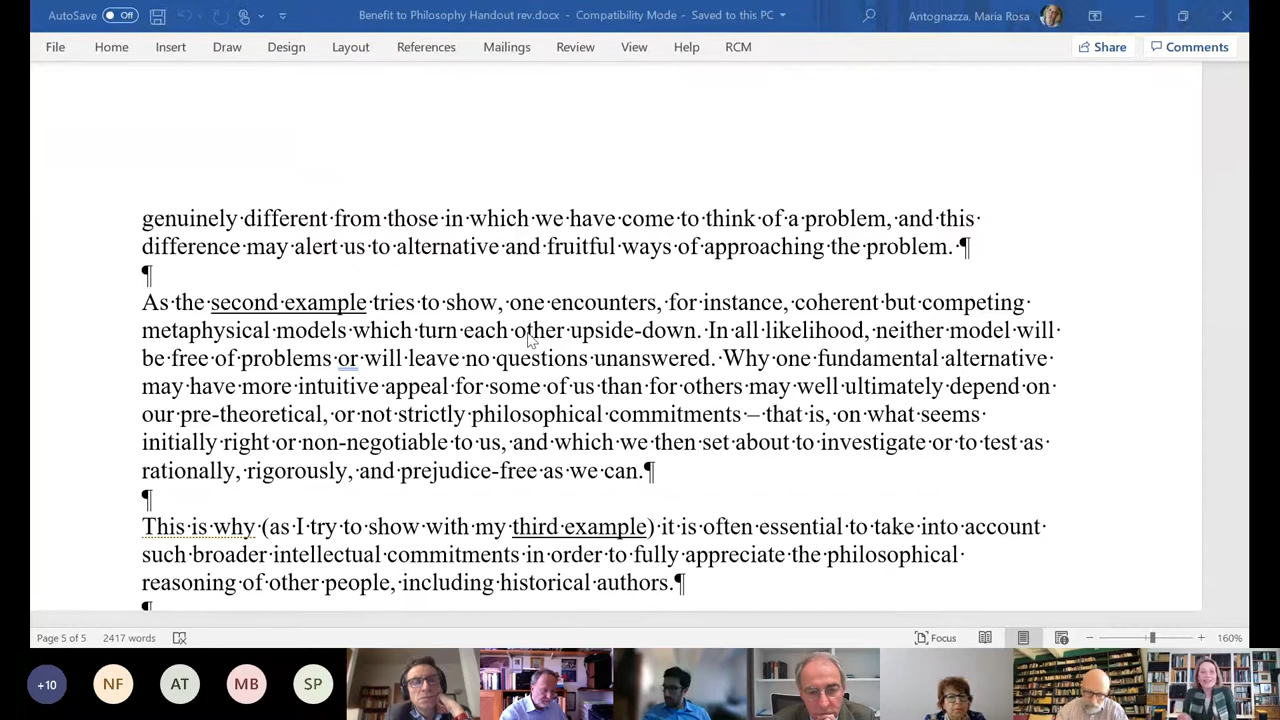 AutoSave Off Benefit to Philosophy Handout rev.docx - Compatibility Mode - Saved to this PC Antognazza, Maria Rosa
File Home Insert Draw Design Layout References Mailings Review View Help RCM Share Comments
genuinely·different·from·those·in·which·we·have·come·to·think·of·a·problem,·and·this·
difference·may·alert·us·to·alternative·and·fruitful·ways·of·approaching·the·problem.·¶
¶
As·the·second·example·tries·to·show,·one·encounters,·for·instance,·coherent·but·competing·
metaphysical·models·which·turn·each·other·upside-down.·In·all·likelihood,·neither·model·will·
be·free·of·problems·or·will·leave·no·questions·unanswered.·Why·one·fundamental·alternative·
may·have·more·intuitive·appeal·for·some·of·us·than·for·others·may·well·ultimately·depend·on·
our·pre-theoretical,·or·not·strictly·philosophical·commitments·–·that·is,·on·what·seems·
initially·right·or·non-negotiable·to·us,·and·which·we·then·set·about·to·investigate·or·to·test·as·
rationally,·rigorously,·and·prejudice-free·as·we·can.¶
¶
This·is·why·(as·I·try·to·show·with·my·third·example)·it·is·often·essential·to·take·into·account·
such·broader·intellectual·commitments·in·order·to·fully·appreciate·the·philosophical·
reasoning·of·other·people,·including·historical·authors.¶
¶
Page 5 of 5 2417 words Focus 160%
+10 NF AT MB SP